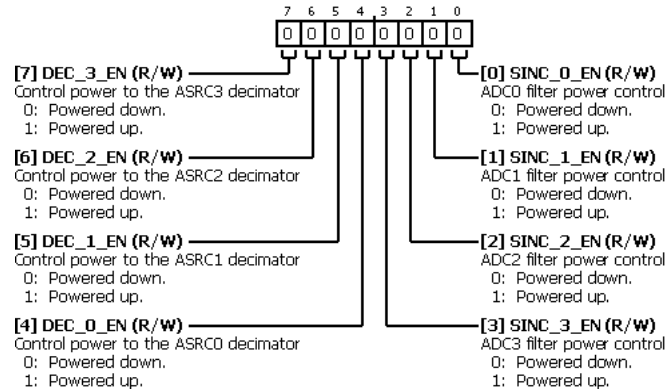 7 6 5 4 3 2 1 0
0 0 0 0 0 0 0 0
[7] DEC_3_EN (R/W)
Control power to the ASRC3 decimator
0: Powered down.
1: Powered up.
[6] DEC_2_EN (R/W)
Control power to the ASRC2 decimator
0: Powered down.
1: Powered up.
[5] DEC_1_EN (R/W)
Control power to the ASRC1 decimator
0: Powered down.
1: Powered up.
[4] DEC_0_EN (R/W)
Control power to the ASRC0 decimator
0: Powered down.
1: Powered up.
[0] SINC_0_EN (R/W)
ADC0 filter power control
0: Powered down.
1: Powered up.
[1] SINC_1_EN (R/W)
ADC1 filter power control
0: Powered down.
1: Powered up.
[2] SINC_2_EN (R/W)
ADC2 filter power control
0: Powered down.
1: Powered up.
[3] SINC_3_EN (R/W)
ADC3 filter power control
0: Powered down.
1: Powered up.